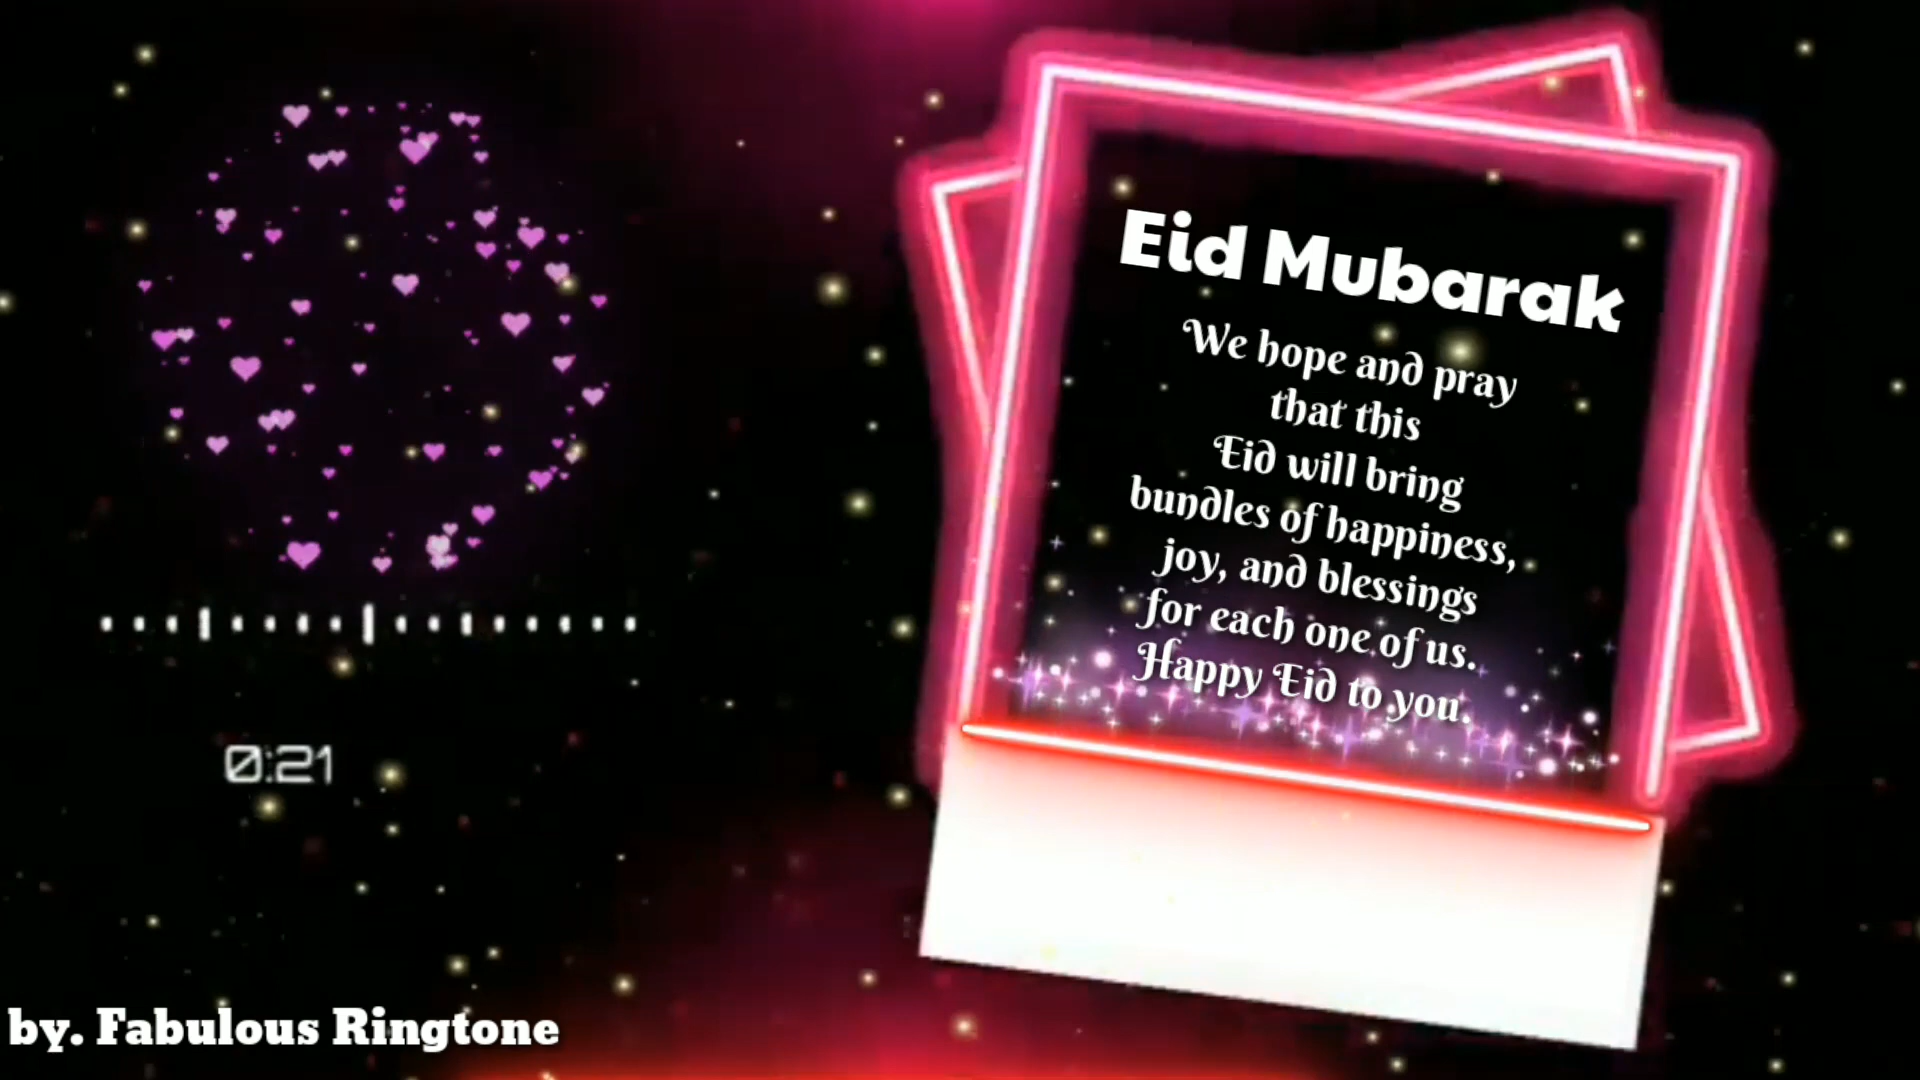 Eid Mubarak
We hope and pray
that this
Eid will bring
bundles of happiness,
joy, and blessings
for each one of us.
Happy Eid to you.
0:21
by. Fabulous Ringtone